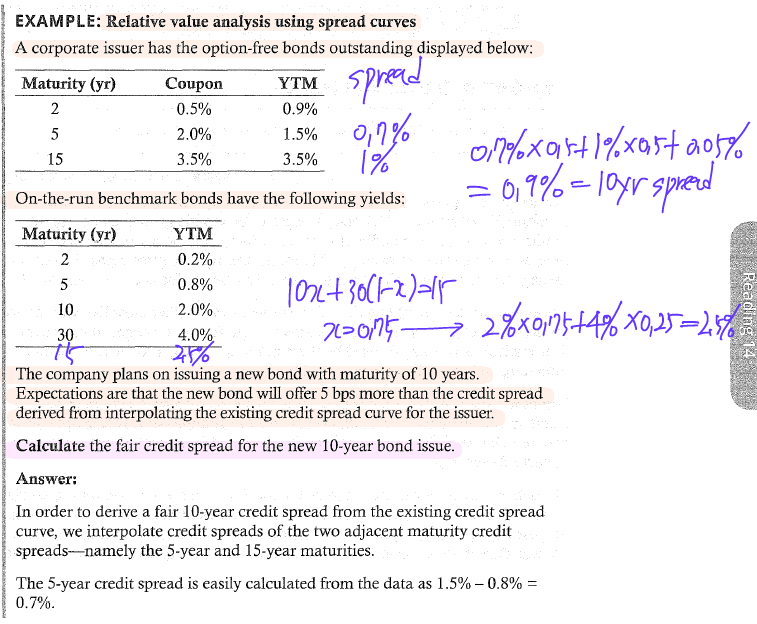 EXAMPLE: Relative value analysis using spread curves
A corporate issuer has the option-free bonds outstanding displayed below:
Maturity (yr) Coupon YTM spread
2 0.5% 0.9%
5 2.0% 1.5% 0,7%
15 3.5% 3.5% 1%
0,7%×0,5+1%×0,5+0,05%
=0,9%=10yr spread
On-the-run benchmark bonds have the following yields:
Maturity (yr) YTM
2 0.2%
5 0.8%
10 2.0%
30 4.0%
15 2.5%
10x+30(1-x)=15
x=0,75 → 2%×0,75+4%×0,25=2,5%
Reading 14
The company plans on issuing a new bond with maturity of 10 years.
Expectations are that the new bond will offer 5 bps more than the credit spread
derived from interpolating the existing credit spread curve for the issuer.
Calculate the fair credit spread for the new 10-year bond issue.
Answer:
In order to derive a fair 10-year credit spread from the existing credit spread
curve, we interpolate credit spreads of the two adjacent maturity credit
spreads—namely the 5-year and 15-year maturities.
The 5-year credit spread is easily calculated from the data as 1.5% – 0.8% =
0.7%.